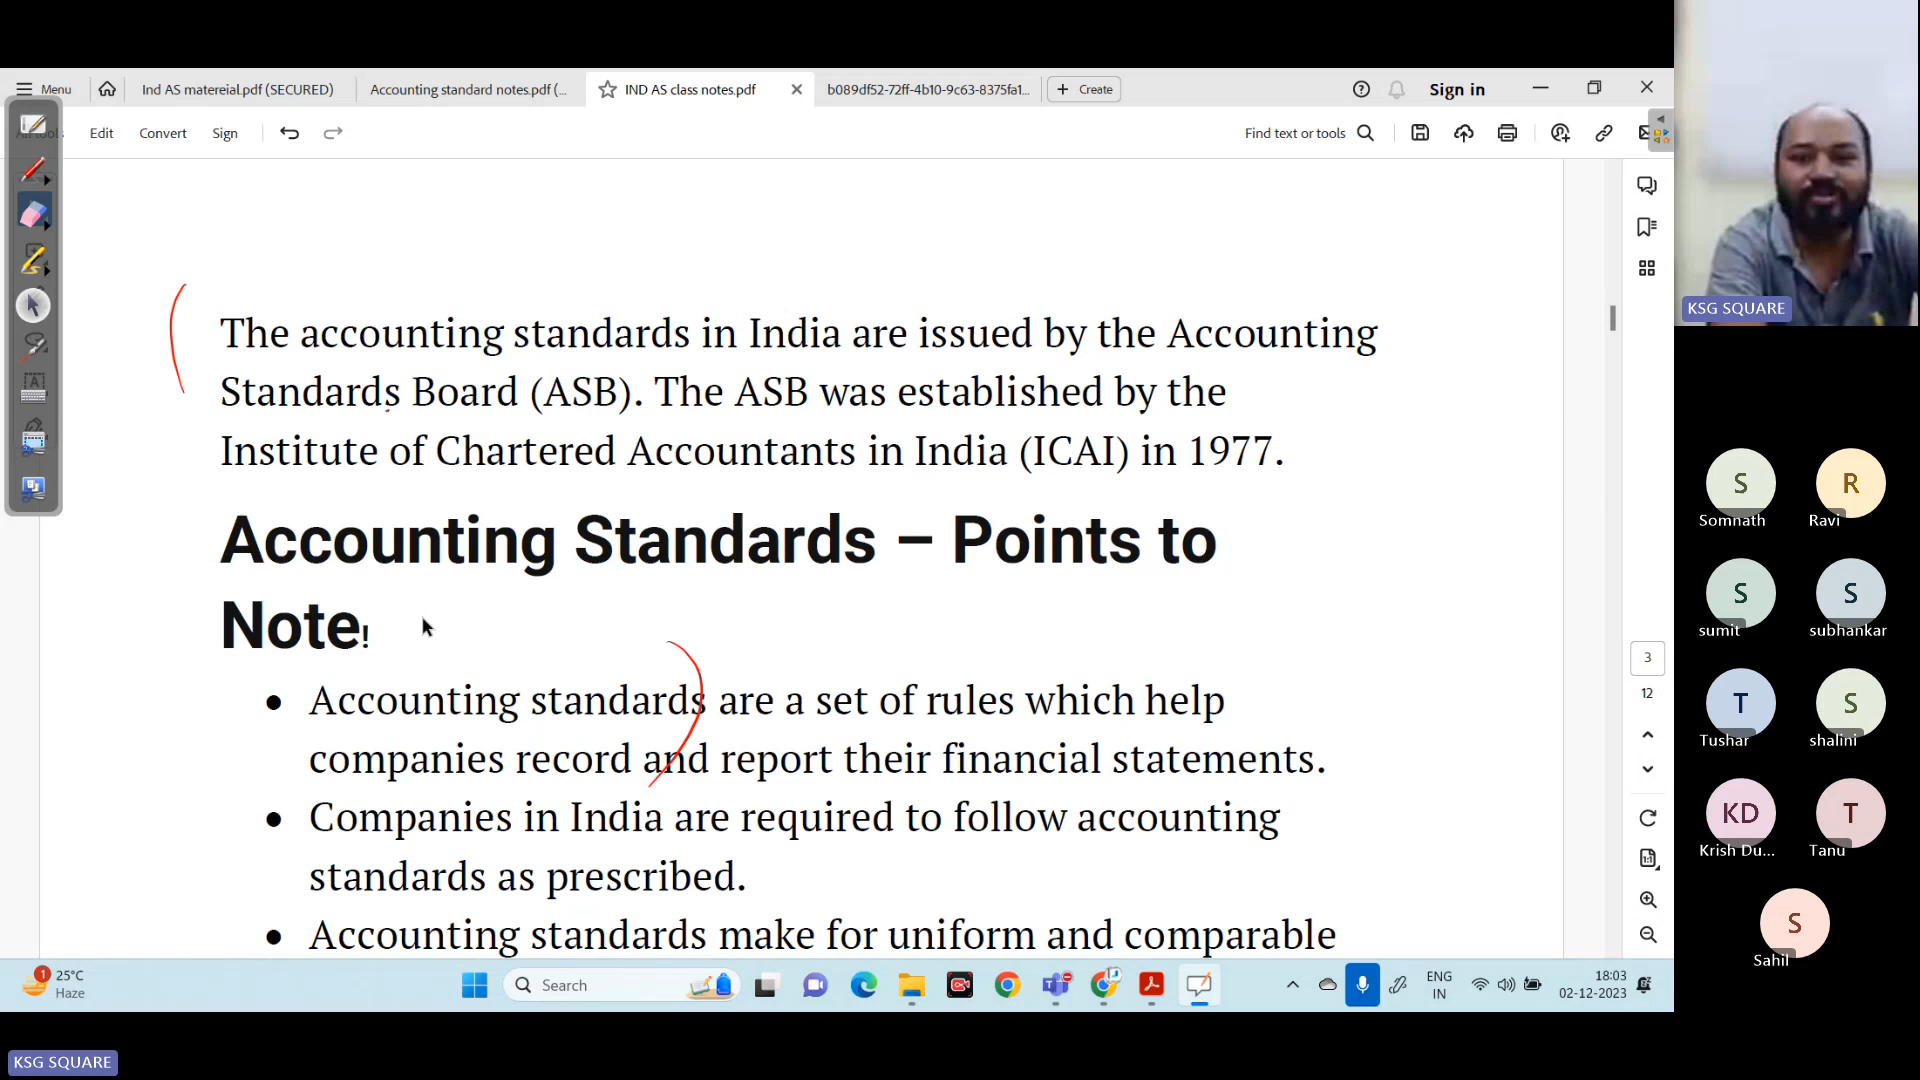 Menu
Ind AS matereial.pdf (SECURED)
Accounting standard notes.pdf (...
IND AS class notes.pdf
b089df52-72ff-4b10-9c63-8375fa1...
Create
Sign in
Edit
Convert
Sign
Find text or tools
The accounting standards in India are issued by the Accounting
Standards Board (ASB). The ASB was established by the
Institute of Chartered Accountants in India (ICAI) in 1977.
Accounting Standards – Points to
Note!
• Accounting standards are a set of rules which help
companies record and report their financial statements.
• Companies in India are required to follow accounting
standards as prescribed.
• Accounting standards make for uniform and comparable
3
12
1
25°C
Haze
Search
ENG
IN
18:03
02-12-2023
KSG SQUARE
S
Somnath
R
Ravi
S
sumit
S
subhankar
T
Tushar
S
shalini
KD
Krish Du...
T
Tanu
S
Sahil
KSG SQUARE